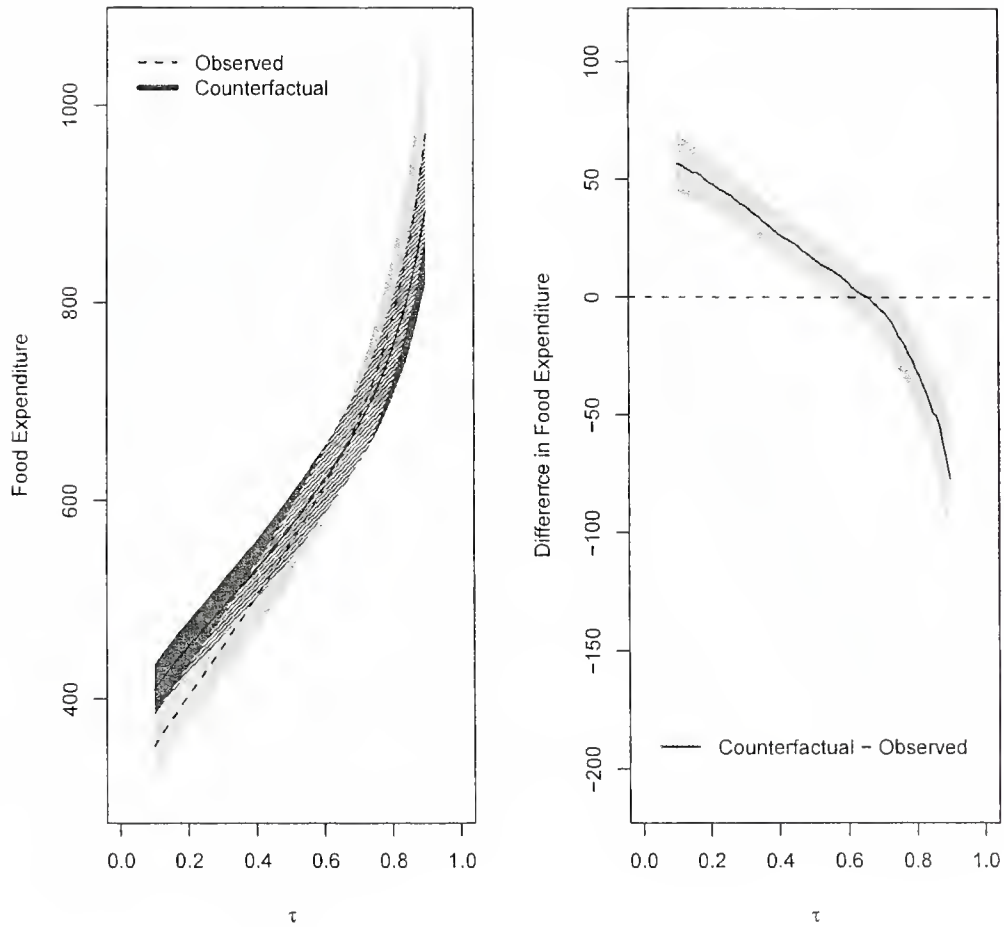 Observed
Counterfactual
Food Expenditure
400
600
800
1000
0.0 0.2 0.4 0.6 0.8 1.0
τ
Difference in Food Expenditure
100
50
0
−50
−100
−150
−200
Counterfactual − Observed
0.0 0.2 0.4 0.6 0.8 1.0
τ